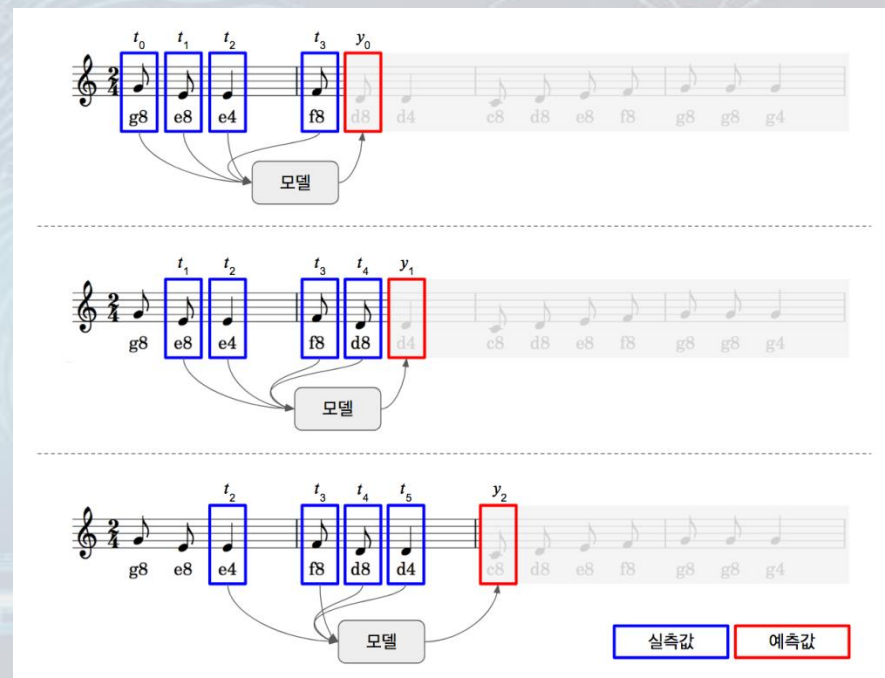 t0 t1 t2 t3 y0
2
4
g8 e8 e4 f8 d8 d4 c8 d8 e8 f8 g8 g8 g4
모델
t1 t2 t3 t4 y1
2
4
g8 e8 e4 f8 d8 d4 c8 d8 e8 f8 g8 g8 g4
모델
t2 t3 t4 t5 y2
2
4
g8 e8 e4 f8 d8 d4 c8 d8 e8 f8 g8 g8 g4
모델
실측값 예측값